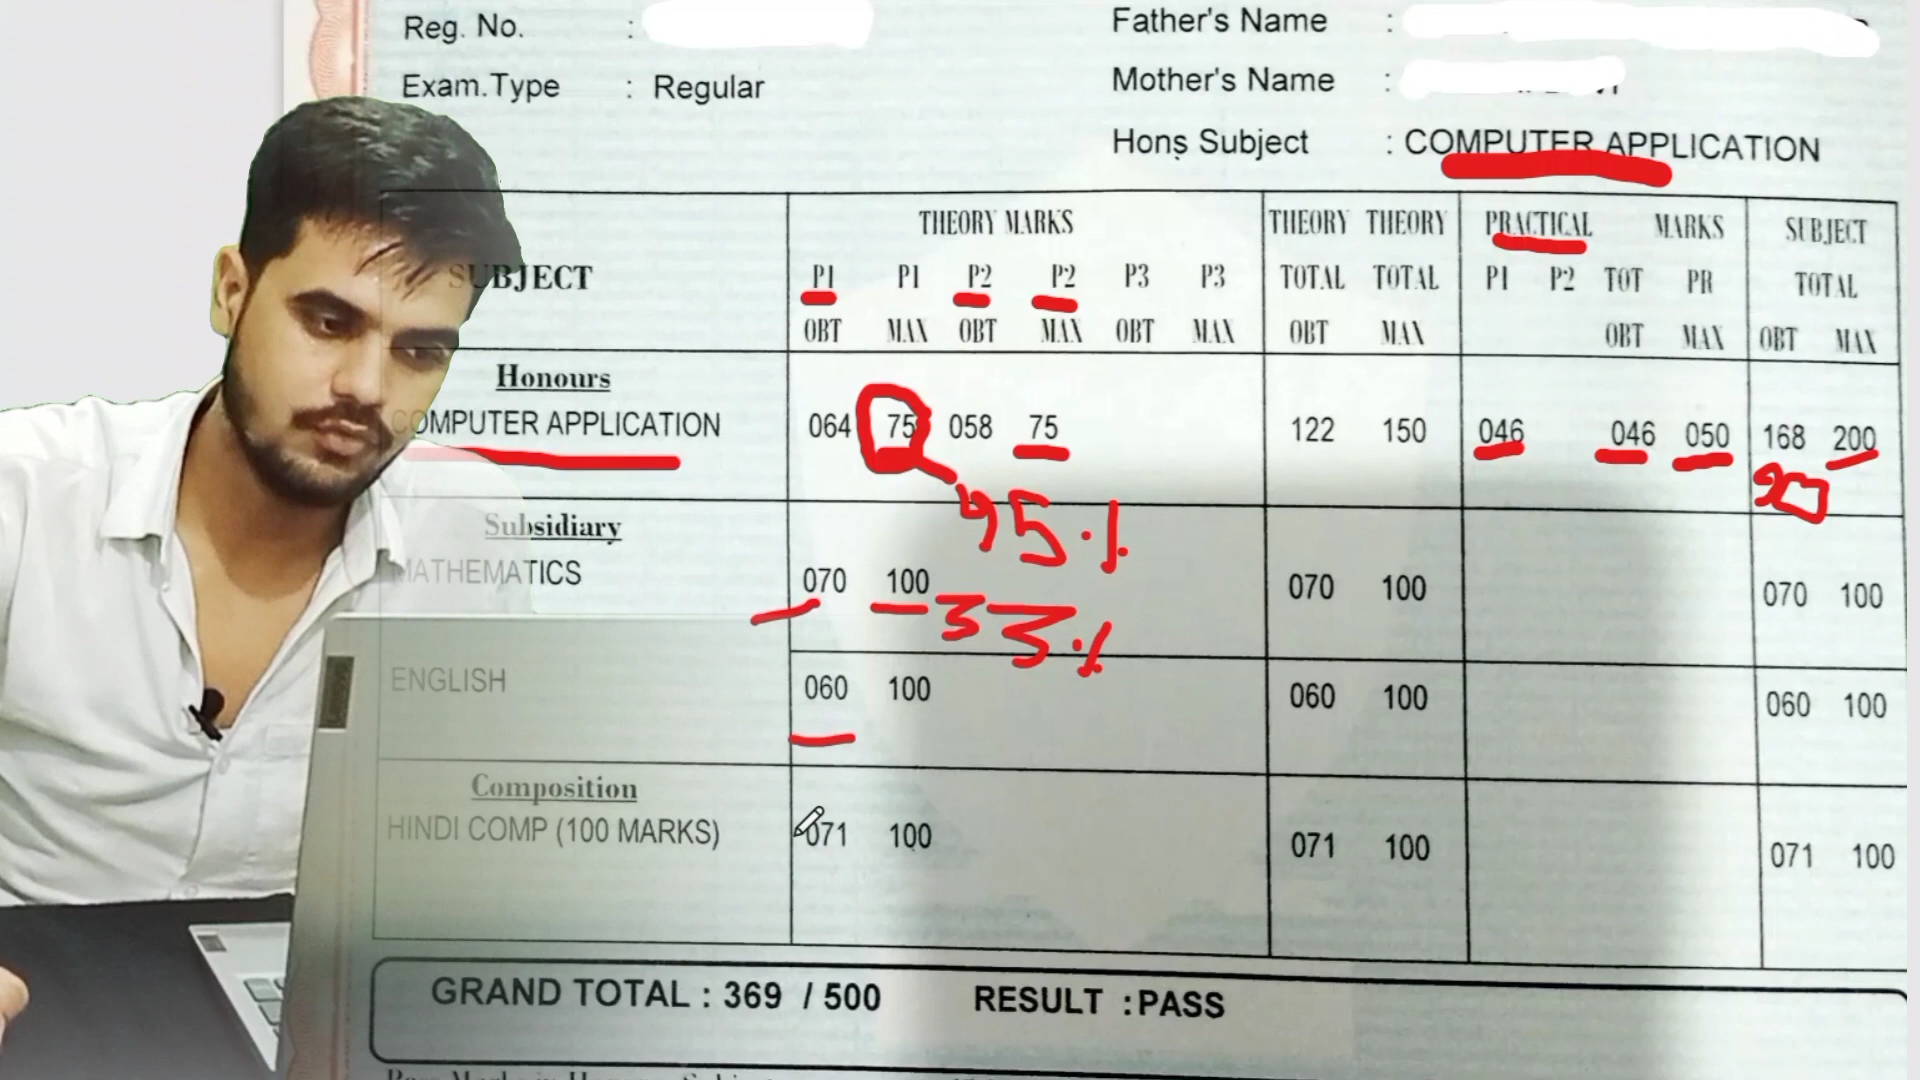 Reg. No. :
Father's Name :
Exam.Type : Regular
Mother's Name :
Hons Subject : COMPUTER APPLICATION
THEORY MARKS THEORY THEORY PRACTICAL MARKS SUBJECT
SUBJECT P1 P1 P2 P2 P3 P3 TOTAL TOTAL P1 P2 TOT PR TOTAL
OBT MAX OBT MAX OBT MAX OBT MAX OBT MAX OBT MAX
Honours
COMPUTER APPLICATION 064 75 058 75 122 150 046 046 050 168 200
45·/.
Subsidiary
MATHEMATICS 070 100 070 100 070 100
33·/.
ENGLISH 060 100 060 100 060 100
Composition
HINDI COMP (100 MARKS) 071 100 071 100 071 100
GRAND TOTAL : 369 / 500 RESULT : PASS